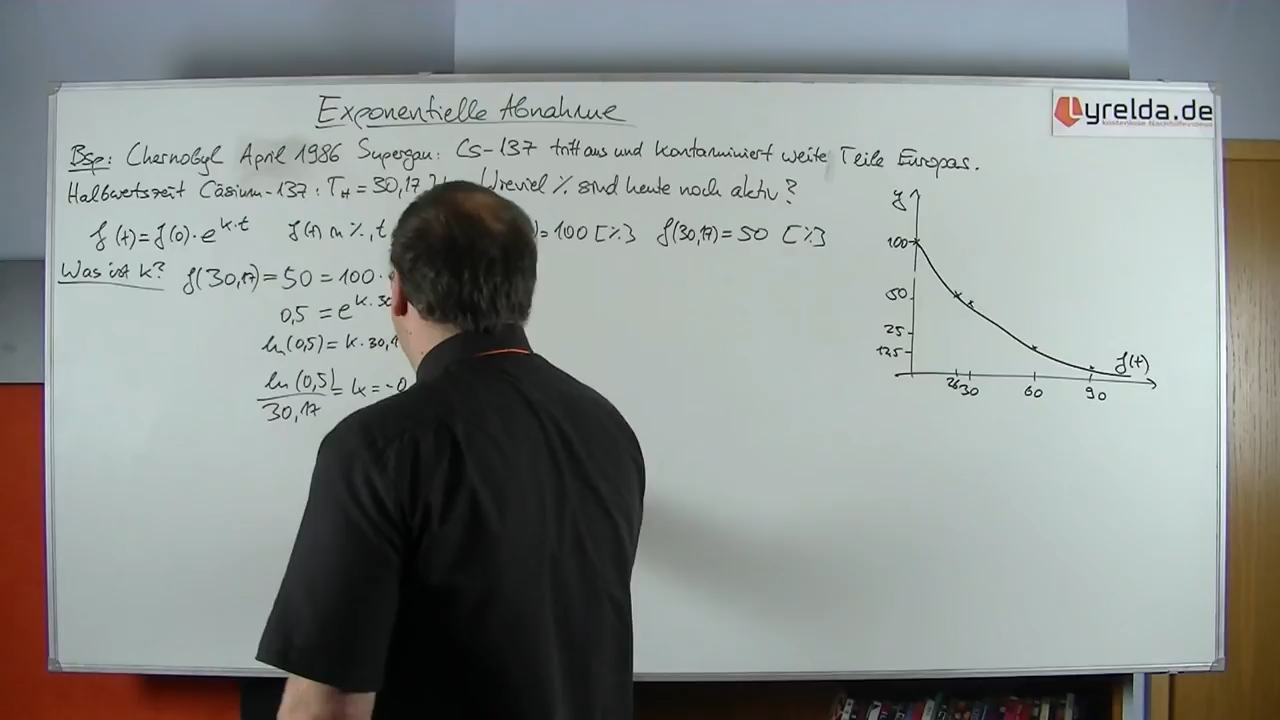 Exponentielle Abnahme
Lyrelda.de
kostenlose Nachhilfevideos
Bsp: Chernobyl April 1986 Supergau: Cs-137 tritt aus und kontaminiert weite Teile Europas.
Halbwertszeit Cäsium-137: T_H = 30,17 Wieviel % sind heute noch aktiv?
f(t)=f(0)·e^{k·t} f(t) in %, t )=100 [%] f(30,17)=50 [%]
Was ist k? f(30,17)=50=100·
0,5 = e^{k·30
ln(0,5)= k·30,1
ln(0,5)/30,17 = k = -0
y
100
50
25
12,5
26 30 60 90
f(t)